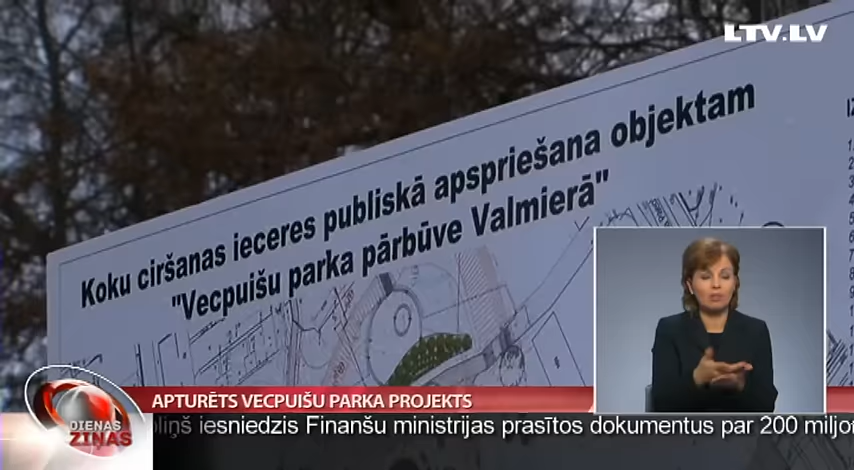 LTV.LV
Koku ciršanas ieceres publiskā apspriešana objektam
"Vecpuišu parka pārbūve Valmierā"
APTURĒTS VECPUIŠU PARKA PROJEKTS
DIENAS
ZIŅAS
iesniedzis Finanšu ministrijas prasītos dokumentus par 200